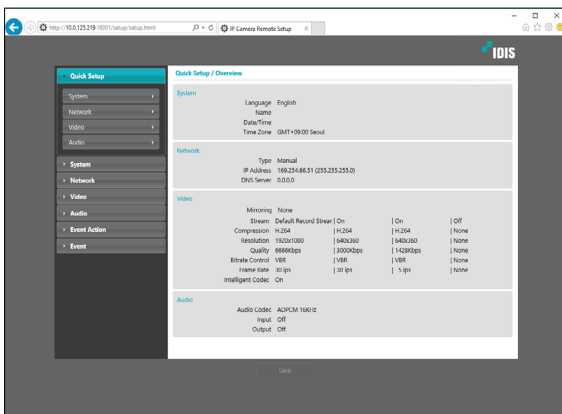 http://10.0.125.219:16001/setup/setup.html
IP Camera Remote Setup
IDIS
Quick Setup
System
Network
Video
Audio
System
Network
Video
Audio
Event Action
Event
Quick Setup / Overview
System
Language English
Name
Date/Time
Time Zone GMT+09:00 Seoul
Network
Type Manual
IP Address 169.254.66.51 (255.255.255.0)
DNS Server 0.0.0.0
Video
Mirroring None
Stream Default Record Strear | On | On | Off
Compression H.264 | H.264 | H.264 | None
Resolution 1920x1080 | 640x360 | 640x360 | None
Quality 6666Kbps | 3000Kbps | 1428Kbps | None
Bitrate Control VBR | VBR | VBR | None
Frame Rate 30 ips | 30 ips | 5 ips | None
Intelligent Codec On
Audio
Audio Codec ADPCM 16KHz
Input Off
Output Off
Save